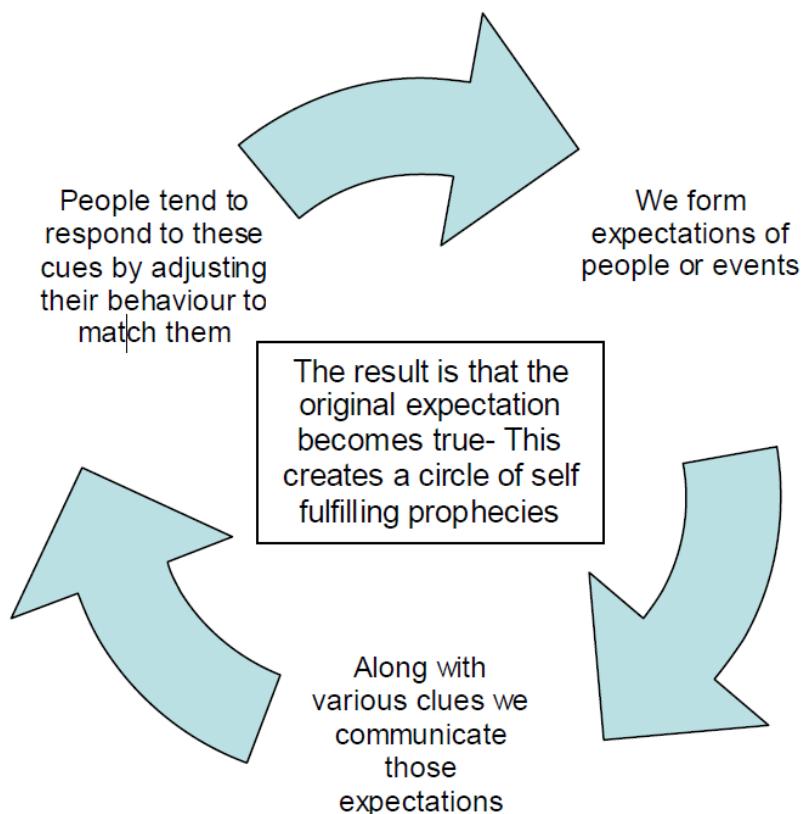 We form
expectations of
people or events
Along with
various clues we
communicate
those
expectations
People tend to
respond to these
cues by adjusting
their behaviour to
match them
The result is that the
original expectation
becomes true- This
creates a circle of self
fulfilling prophecies